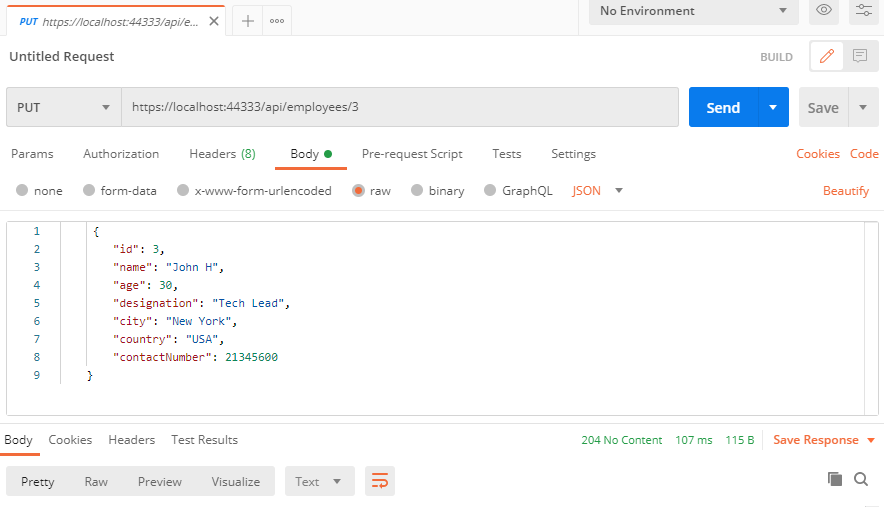 PUT https://localhost:44333/api/e...
No Environment
Untitled Request
BUILD
PUT https://localhost:44333/api/employees/3 Send Save
Params Authorization Headers (8) Body Pre-request Script Tests Settings Cookies Code
none form-data x-www-form-urlencoded raw binary GraphQL JSON Beautify
1 {
2 "id": 3,
3 "name": "John H",
4 "age": 30,
5 "designation": "Tech Lead",
6 "city": "New York",
7 "country": "USA",
8 "contactNumber": 21345600
9 }
Body Cookies Headers Test Results 204 No Content 107 ms 115 B Save Response
Pretty Raw Preview Visualize Text